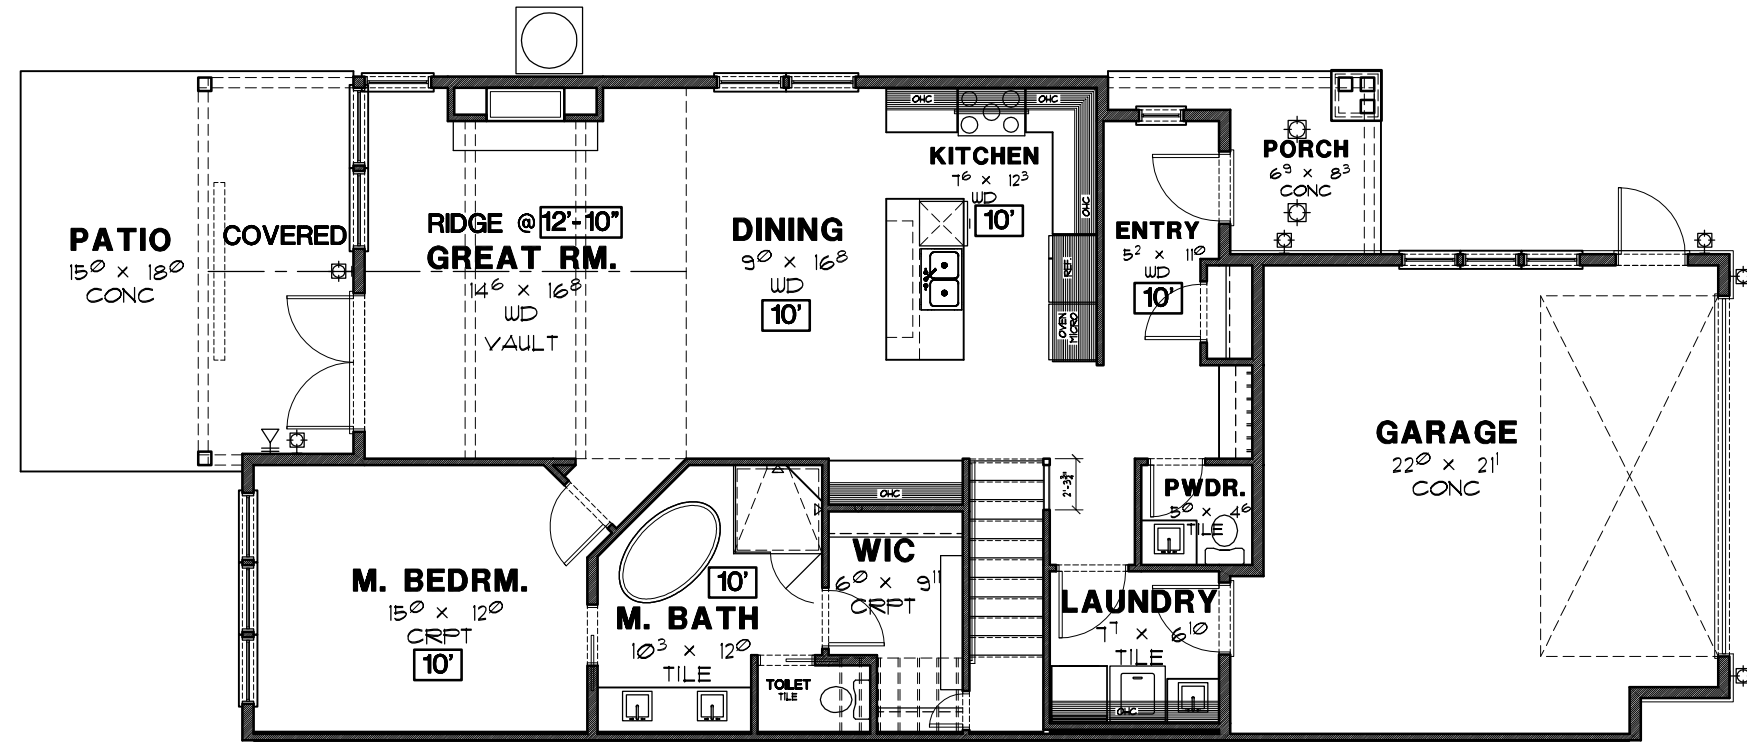 OHC
OHC
KITCHEN
7⁶ × 12³
WD
10'
OHC
REF.
OVEN
MICRO
PORCH
6⁹ × 8³
CONC
ENTRY
5² × 11⁰
WD
10'
PATIO
15⁰ × 18⁰
CONC
COVERED
RIDGE @ 12'-10"
GREAT RM.
14⁶ × 16⁸
WD
VAULT
DINING
9⁰ × 16⁸
WD
10'
GARAGE
22⁰ × 21¹
CONC
M. BEDRM.
15⁰ × 12⁰
CRPT
10'
10'
M. BATH
10³ × 12⁰
TILE
TOILET
TILE
OHC
WIC
6⁰ × 9¹¹
CRPT
PWDR.
5⁰ × 4⁶
TILE
LAUNDRY
7⁷ × 6¹⁰
TILE
OHC